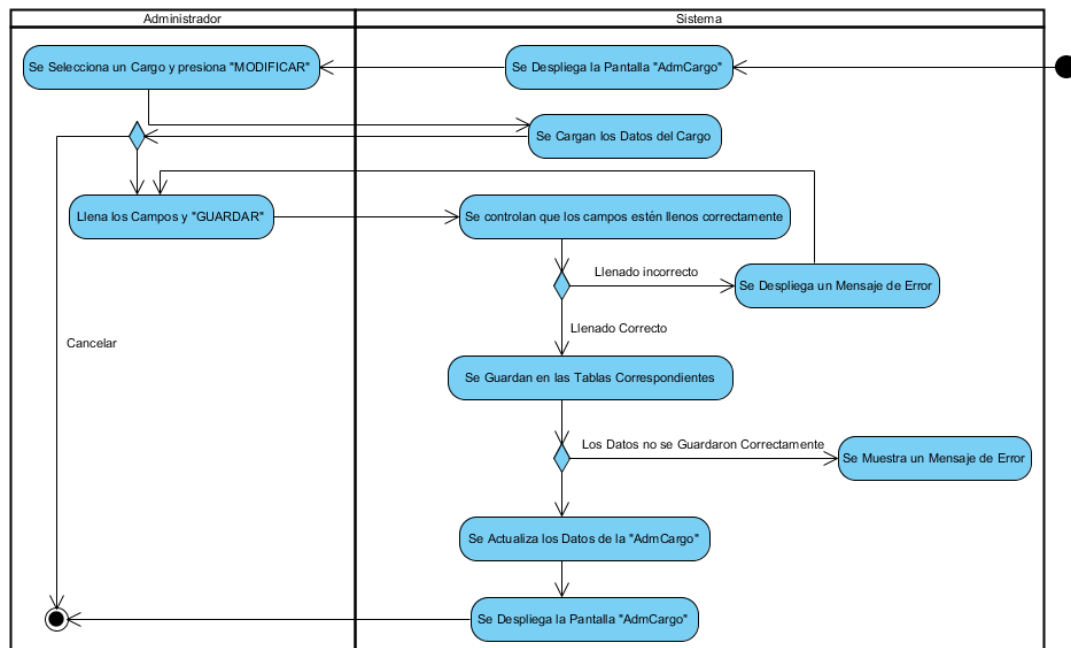 Administrador
Sistema
Se Selecciona un Cargo y presiona "MODIFICAR"
Se Despliega la Pantalla "AdmCargo"
Se Cargan los Datos del Cargo
Llena los Campos y "GUARDAR"
Se controlan que los campos estén llenos correctamente
Llenado incorrecto
Se Despliega un Mensaje de Error
Llenado Correcto
Cancelar
Se Guardan en las Tablas Correspondientes
Los Datos no se Guardaron Correctamente
Se Muestra un Mensaje de Error
Se Actualiza los Datos de la "AdmCargo"
Se Despliega la Pantalla "AdmCargo"